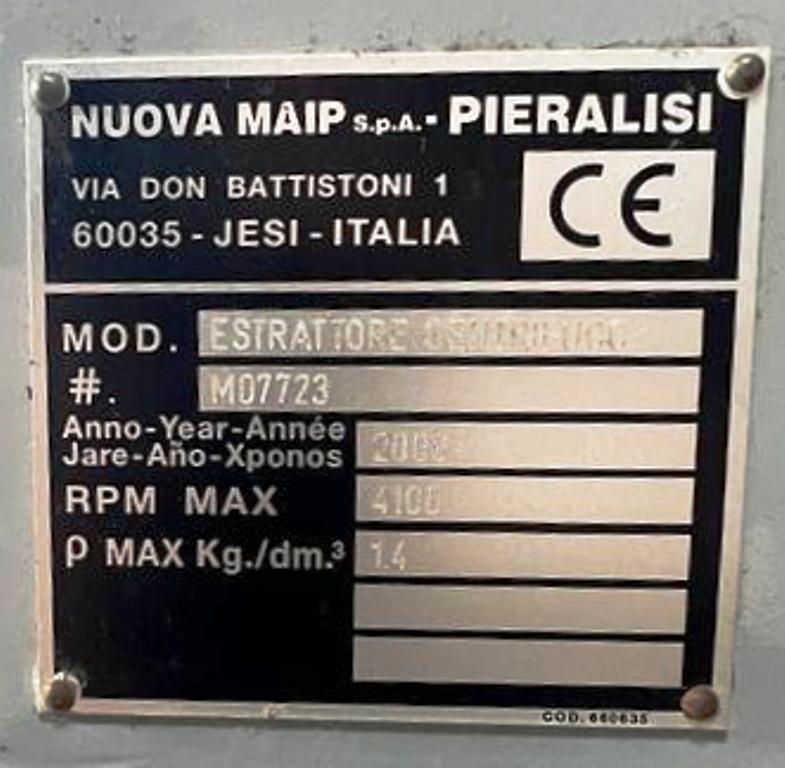 NUOVA MAIP S.p.A.- PIERALISI
VIA DON BATTISTONI 1
60035 - JESI - ITALIA
CE
MOD. ESTRATTORE
#. M07723
Anno-Year-Année
Jare-Año-Xponos
RPM MAX
ρ MAX Kg./dm.³ 1.4
COD. 660635